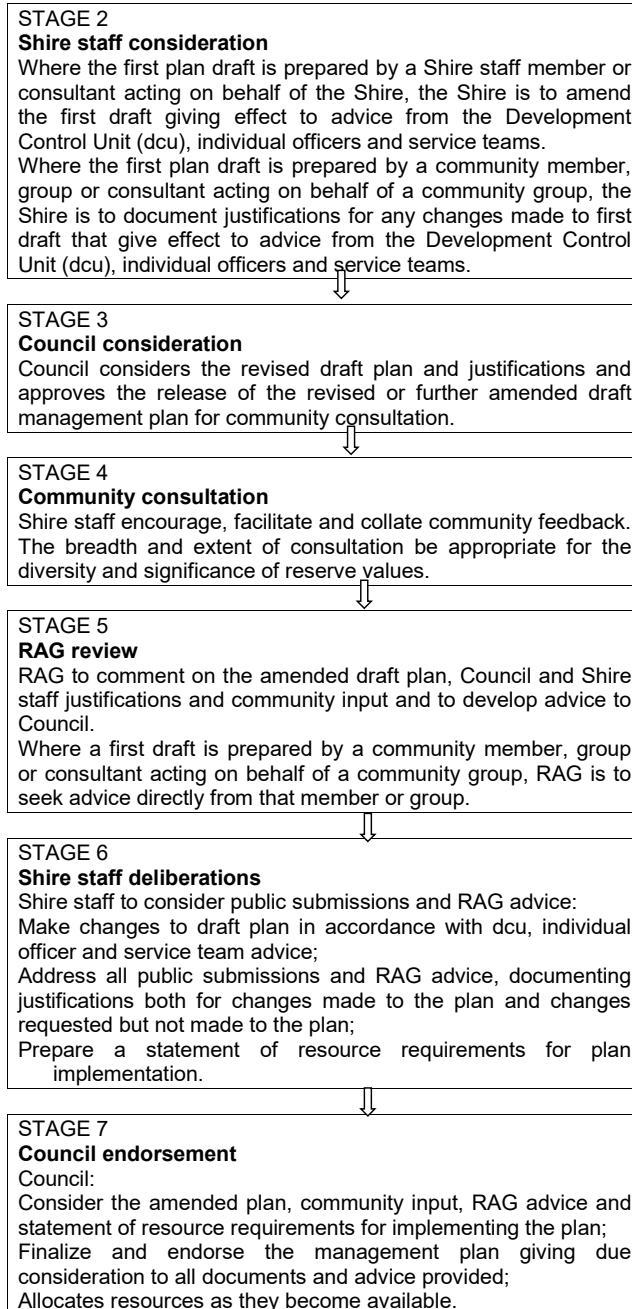 STAGE 2
Shire staff consideration
Where the first plan draft is prepared by a Shire staff member or
consultant acting on behalf of the Shire, the Shire is to amend
the first draft giving effect to advice from the Development
Control Unit (dcu), individual officers and service teams.
Where the first plan draft is prepared by a community member,
group or consultant acting on behalf of a community group, the
Shire is to document justifications for any changes made to first
draft that give effect to advice from the Development Control
Unit (dcu), individual officers and service teams.
STAGE 3
Council consideration
Council considers the revised draft plan and justifications and
approves the release of the revised or further amended draft
management plan for community consultation.
STAGE 4
Community consultation
Shire staff encourage, facilitate and collate community feedback.
The breadth and extent of consultation be appropriate for the
diversity and significance of reserve values.
STAGE 5
RAG review
RAG to comment on the amended draft plan, Council and Shire
staff justifications and community input and to develop advice to
Council.
Where a first draft is prepared by a community member, group
or consultant acting on behalf of a community group, RAG is to
seek advice directly from that member or group.
STAGE 6
Shire staff deliberations
Shire staff to consider public submissions and RAG advice:
Make changes to draft plan in accordance with dcu, individual
officer and service team advice;
Address all public submissions and RAG advice, documenting
justifications both for changes made to the plan and changes
requested but not made to the plan;
Prepare a statement of resource requirements for plan
implementation.
STAGE 7
Council endorsement
Council:
Consider the amended plan, community input, RAG advice and
statement of resource requirements for implementing the plan;
Finalize and endorse the management plan giving due
consideration to all documents and advice provided;
Allocates resources as they become available.